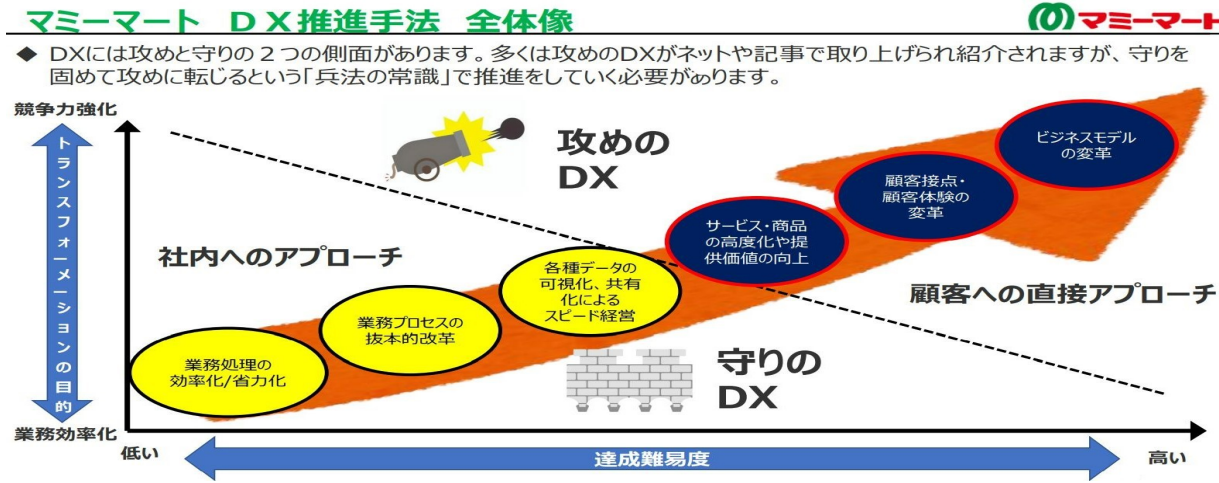 マミーマート DX推進手法 全体像
マミーマート
◆ DXには攻めと守りの2つの側面があります。多くは攻めのDXがネットや記事で取り上げられ紹介されますが、守りを
固めて攻めに転じるという「兵法の常識」で推進をしていく必要があります。
競争力強化
トランスフォーメーションの目的
業務効率化
攻めの
DX
社内へのアプローチ
ビジネスモデル
の変革
顧客接点・
顧客体験の
変革
サービス・商品
の高度化や提
供価値の向上
各種データの
可視化、共有
化による
スピード経営
業務プロセスの
抜本的改革
業務処理の
効率化/省力化
顧客への直接アプローチ
守りの
DX
低い
達成難易度
高い